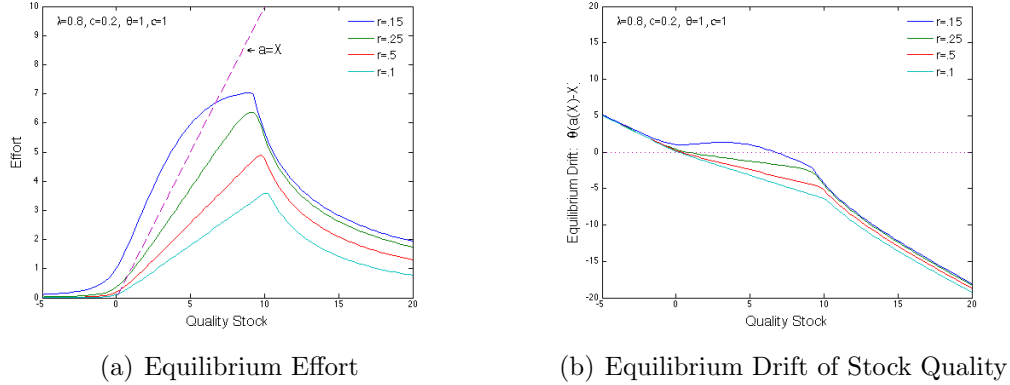 λ=0.8, c=0.2, θ=1, c=1
r=.15
r=.25
r=.5
r=.1
a=X
10
9
8
7
6
5
4
3
2
1
0
-5
0
5
10
15
20
Effort
Quality Stock
(a) Equilibrium Effort
λ=0.8, c=0.2, θ=1, c=1
r=.15
r=.25
r=.5
r=.1
20
15
10
5
0
-5
-10
-15
-20
-5
0
5
10
15
20
Equilibrium Drift: θ(a(X)-X)
Quality Stock
(b) Equilibrium Drift of Stock Quality